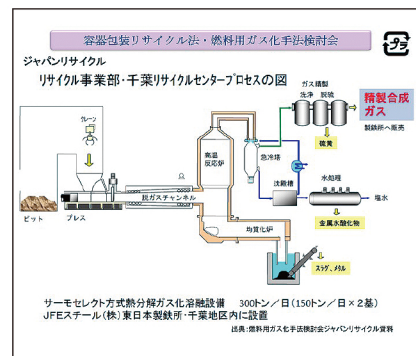 容器包装リサイクル法・燃料用ガス化手法検討会
プラ
ジャパンリサイクル
リサイクル事業部・千葉リサイクルセンタープロセスの図
ガス精製
洗浄 脱硫
精製合成
ガス
製鉄所へ販売
クレーン
高温
反応炉
急冷塔
硫黄
水処理
洗廃槽
塩水
脱ガスチャンネル
ピット
プレス
均質化炉
金属水酸化物
スラグ、メタル
サーモセレクト方式熱分解ガス化溶融設備 300トン／日(150トン／日×2基)
JFEスチール(株)東日本製鉄所・千葉地区内に設置
出典:燃料用ガス化手法検討会ジャパンリサイクル資料